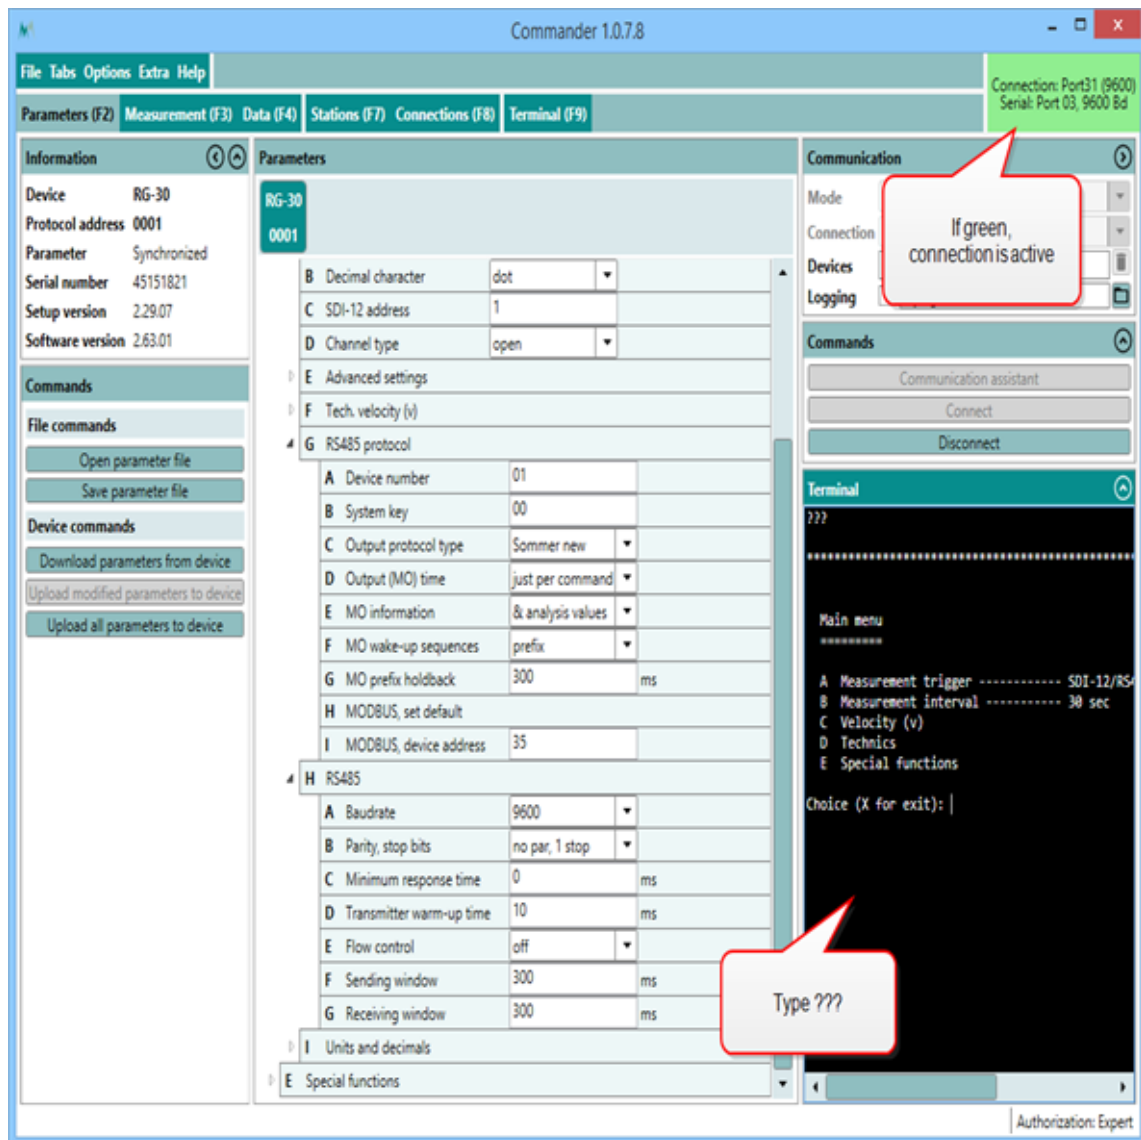 Commander 1.0.7.8
File Tabs Options Extra Help
Connection: Port31 (9600)
Serial: Port 03, 9600 Bd
Parameters (F2) Measurement (F3) Data (F4) Stations (F7) Connections (F8) Terminal (F9)
Information
Device RG-30
Protocol address 0001
Parameter Synchronized
Serial number 45151821
Setup version 2.29.07
Software version 2.63.01
Commands
File commands
Open parameter file
Save parameter file
Device commands
Download parameters from device
Upload modified parameters to device
Upload all parameters to device
Parameters
RG-30
0001
B Decimal character dot
C SDI-12 address 1
D Channel type open
E Advanced settings
F Tech. velocity (v)
G RS485 protocol
A Device number 01
B System key 00
C Output protocol type Sommer new
D Output (MO) time just per command
E MO information & analysis values
F MO wake-up sequences prefix
G MO prefix holdback 300 ms
H MODBUS, set default
I MODBUS, device address 35
H RS485
A Baudrate 9600
B Parity, stop bits no par, 1 stop
C Minimum response time 0 ms
D Transmitter warm-up time 10 ms
E Flow control off
F Sending window 300 ms
G Receiving window 300 ms
I Units and decimals
E Special functions
Communication
Mode
Connection
Devices
Logging
If green,
connection is active
Commands
Communication assistant
Connect
Disconnect
Terminal
???
**************************************************
Main menu
=========
A Measurement trigger ------------ SDI-12/RS4
B Measurement interval ----------- 30 sec
C Velocity (v)
D Technics
E Special functions
Choice (X for exit):
Type ???
Authorization: Expert